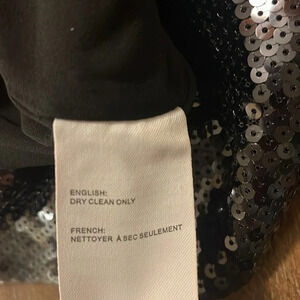 ENGLISH:
DRY CLEAN ONLY
FRENCH:
NETTOYER À SEC SEULEMENT